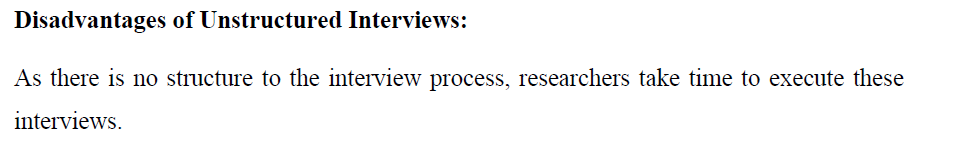 Disadvantages of Unstructured Interviews:
As there is no structure to the interview process, researchers take time to execute these
interviews.